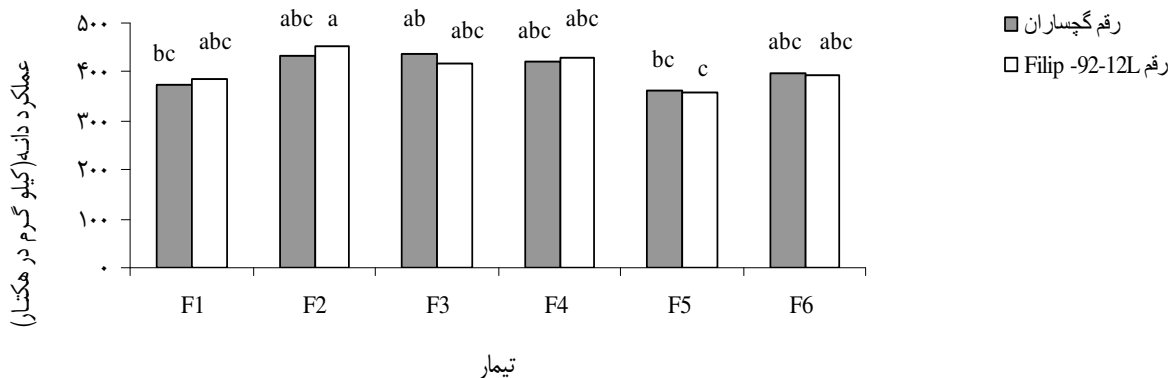 رقم گچساران
رقم Filip -92-12L
عملکرد دانه(کیلو گرم در هکتار)
۵۰۰
۴۰۰
۳۰۰
۲۰۰
۱۰۰
۰
bc abc
abc a
ab abc
abc abc
bc c
abc abc
F1 F2 F3 F4 F5 F6
تیمار